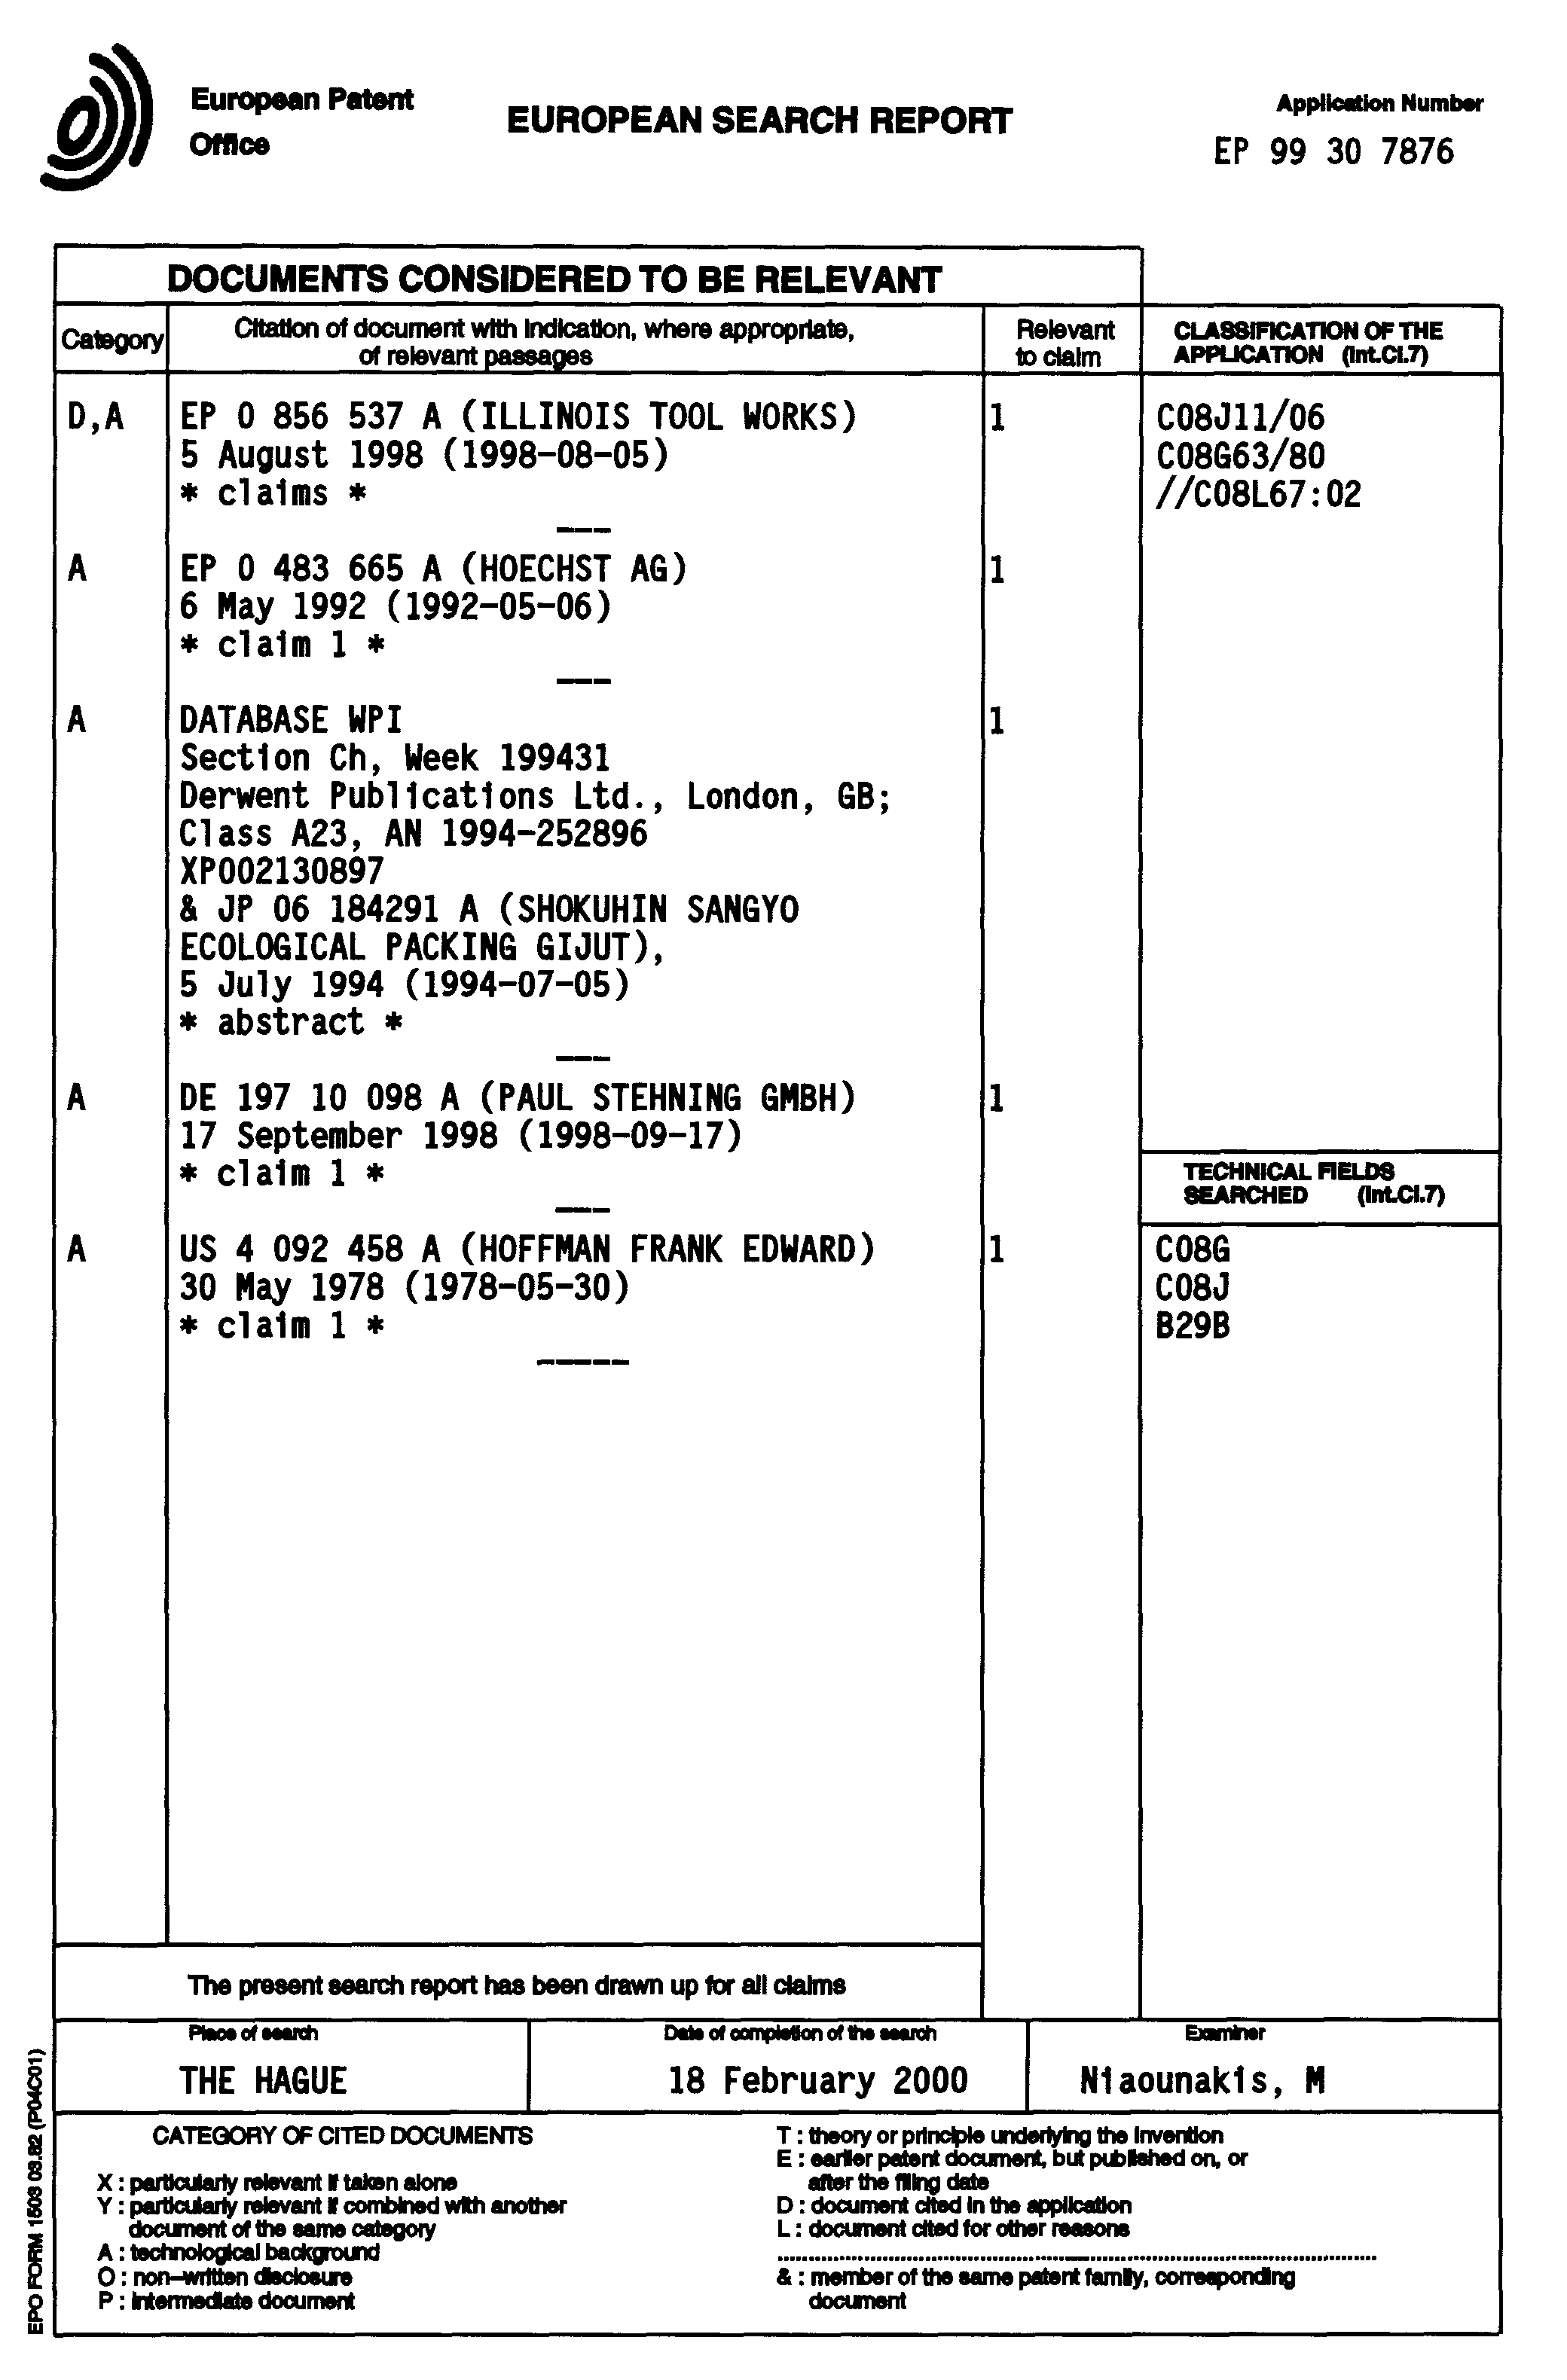 European Patent
Office
EUROPEAN SEARCH REPORT
Application Number
EP 99 30 7876
DOCUMENTS CONSIDERED TO BE RELEVANT
Category
Citation of document with indication, where appropriate,
of relevant passages
Relevant
to claim
CLASSIFICATION OF THE
APPLICATION (Int.Cl.7)
D,A EP 0 856 537 A (ILLINOIS TOOL WORKS) 1 C08J11/06
5 August 1998 (1998-08-05) C08G63/80
* claims * //C08L67:02
---
A EP 0 483 665 A (HOECHST AG) 1
6 May 1992 (1992-05-06)
* claim 1 *
---
A DATABASE WPI 1
Section Ch, Week 199431
Derwent Publications Ltd., London, GB;
Class A23, AN 1994-252896
XP002130897
& JP 06 184291 A (SHOKUHIN SANGYO
ECOLOGICAL PACKING GIJUT),
5 July 1994 (1994-07-05)
* abstract *
---
A DE 197 10 098 A (PAUL STEHNING GMBH) 1
17 September 1998 (1998-09-17)
* claim 1 *
---
TECHNICAL FIELDS
SEARCHED (Int.Cl.7)
A US 4 092 458 A (HOFFMAN FRANK EDWARD) 1 C08G
30 May 1978 (1978-05-30) C08J
* claim 1 * B29B
-----
The present search report has been drawn up for all claims
Place of search
THE HAGUE
Date of completion of the search
18 February 2000
Examiner
Niaounakis, M
CATEGORY OF CITED DOCUMENTS
X : particularly relevant if taken alone
Y : particularly relevant if combined with another
document of the same category
A : technological background
O : non-written disclosure
P : intermediate document
T : theory or principle underlying the invention
E : earlier patent document, but published on, or
after the filing date
D : document cited in the application
L : document cited for other reasons
& : member of the same patent family, corresponding
document
EPO FORM 1503 03.82 (P04C01)